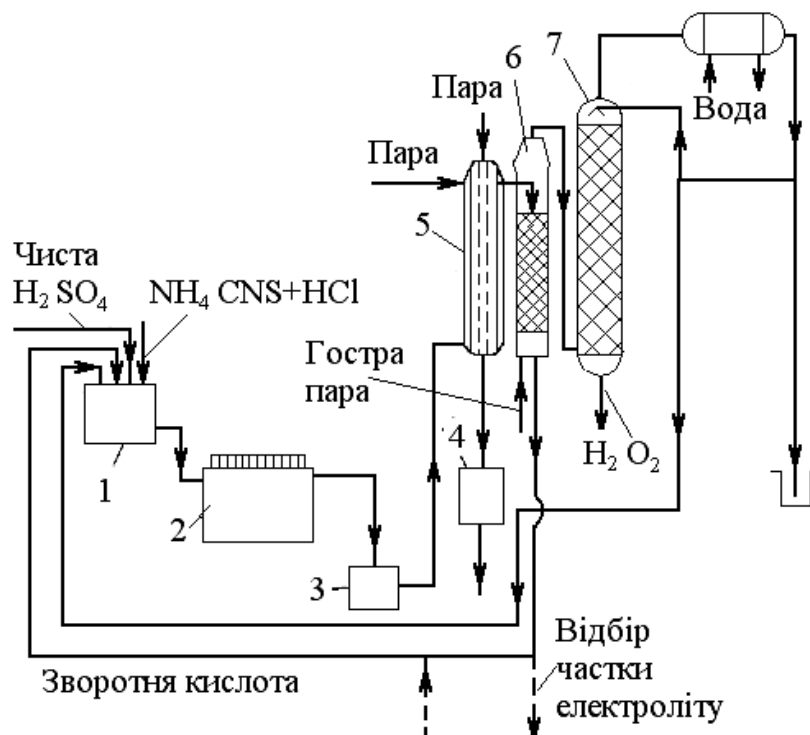 6
7
Пара
Вода
Пара
5
Чиста
H₂ SO₄
NH₄ CNS+HCl
Гостра
пара
4
H₂ O₂
1
2
3
Відбір
частки
електроліту
Зворотня кислота